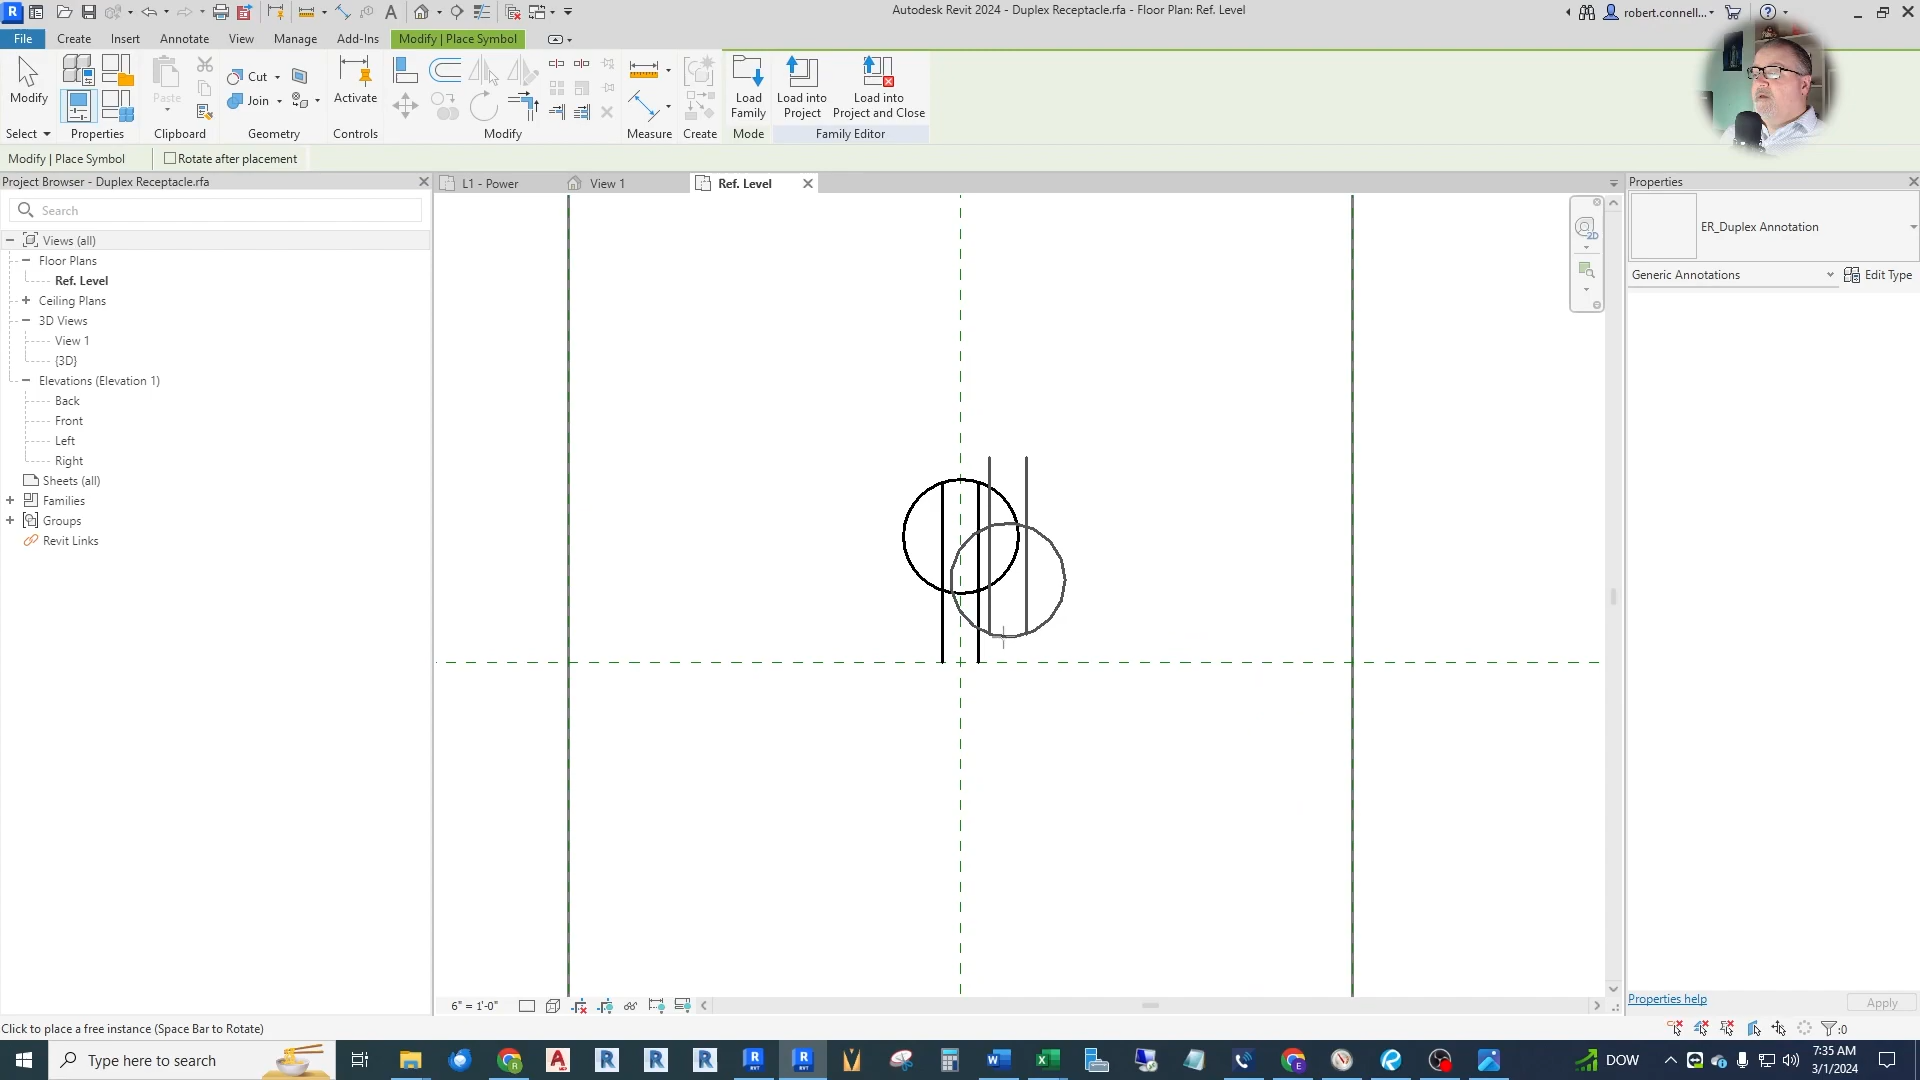 Autodesk Revit 2024 - Duplex Receptacle.rfa - Floor Plan: Ref. Level
robert.connell...
File Create Insert Annotate View Manage Add-Ins Modify | Place Symbol
Modify
Paste
Cut
Join
Activate
Load Family
Load into Project
Load into Project and Close
Select Properties Clipboard Geometry Controls Modify Measure Create Mode Family Editor
Modify | Place Symbol Rotate after placement
Project Browser - Duplex Receptacle.rfa
L1 - Power View 1 Ref. Level
Properties
Search
ER_Duplex Annotation
2D
Generic Annotations Edit Type
Views (all)
Floor Plans
Ref. Level
Ceiling Plans
3D Views
View 1
{3D}
Elevations (Elevation 1)
Back
Front
Left
Right
Sheets (all)
Families
Groups
Revit Links
Properties help Apply
6" = 1'-0"
Click to place a free instance (Space Bar to Rotate)
:0
Type here to search
DOW
7:35 AM
3/1/2024